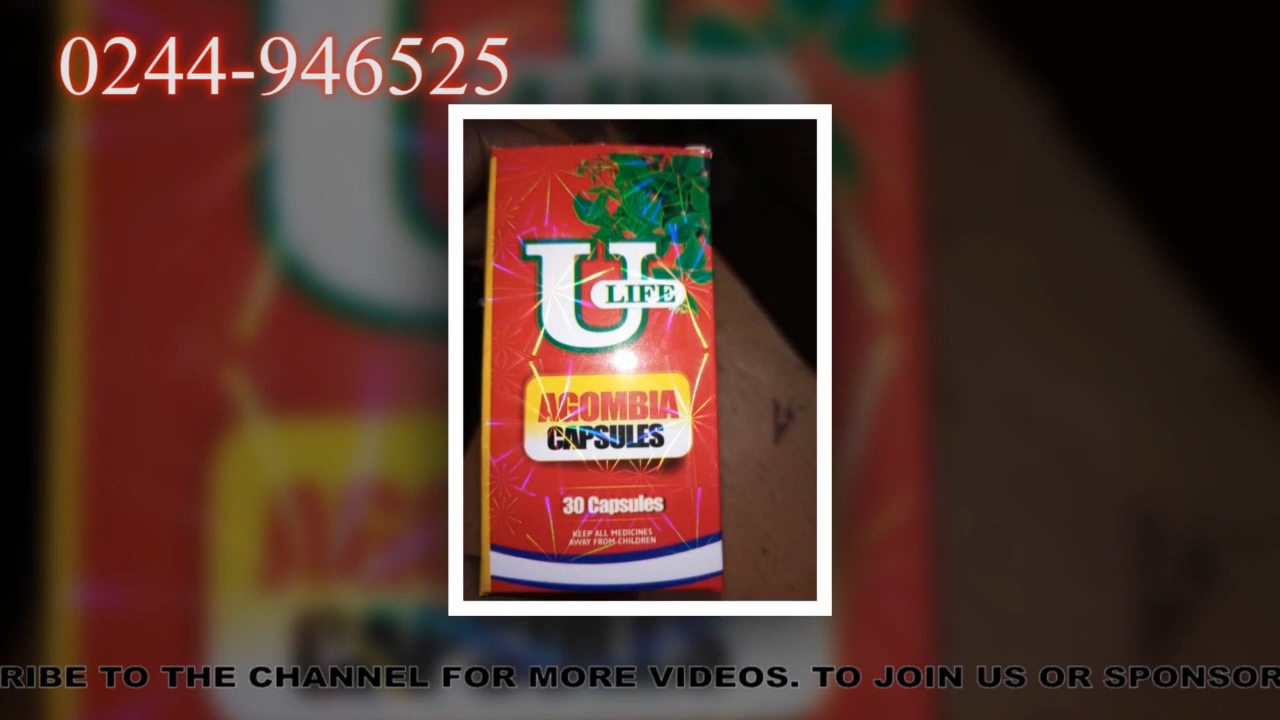 0244-946525
U
LIFE
AGOMBIA
CAPSULES
30 Capsules
KEEP ALL MEDICINES
AWAY FROM CHILDREN
RIBE TO THE CHANNEL FOR MORE VIDEOS. TO JOIN US OR SPONSOR